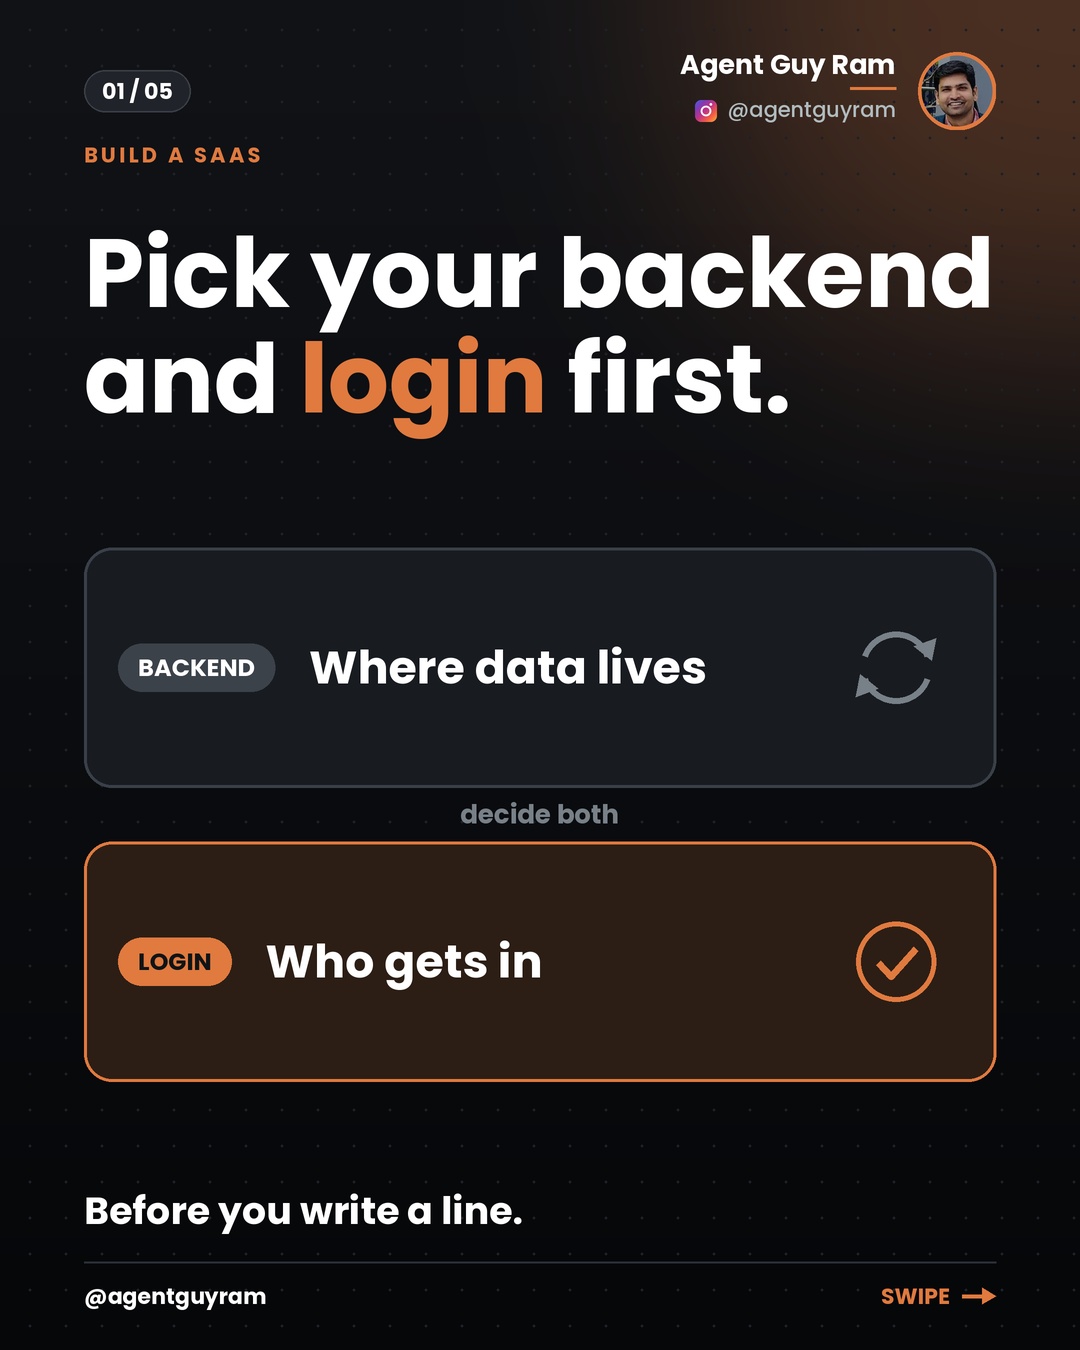 01 / 05
Agent Guy Ram
@agentguyram
BUILD A SAAS
Pick your backend
and login first.
BACKEND
Where data lives
decide both
LOGIN
Who gets in
Before you write a line.
@agentguyram
SWIPE